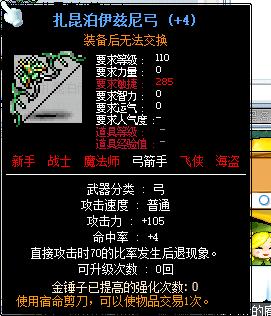 扎昆泊伊兹尼弓 (+4)
装备后无法交换
要求等级： 110
要求力量： 0
要求敏捷： 285
要求智力： 0
要求运气： 0
要求人气度： -
道具等级： -
道具经验值： -
新手 战士 魔法师 弓箭手 飞侠 海盗
武器分类 : 弓
攻击速度 : 普通
攻击力 : +105
命中率 : +4
直接攻击时70的比率发生后退现象。
可升级次数 : 0回
金锤子已提高的强化次数: 0
使用宿命剪刀，可以使物品交易1次。